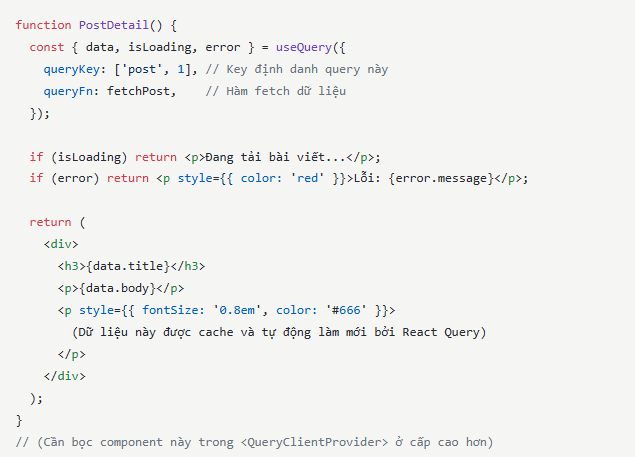 function PostDetail() {
  const { data, isLoading, error } = useQuery({
    queryKey: ['post', 1], // Key định danh query này
    queryFn: fetchPost,    // Hàm fetch dữ liệu
  });

  if (isLoading) return <p>Đang tải bài viết...</p>;
  if (error) return <p style={{ color: 'red' }}>Lỗi: {error.message}</p>;

  return (
    <div>
      <h3>{data.title}</h3>
      <p>{data.body}</p>
      <p style={{ fontSize: '0.8em', color: '#666' }}>
        (Dữ liệu này được cache và tự động làm mới bởi React Query)
      </p>
    </div>
  );
}
// (Cần bọc component này trong <QueryClientProvider> ở cấp cao hơn)